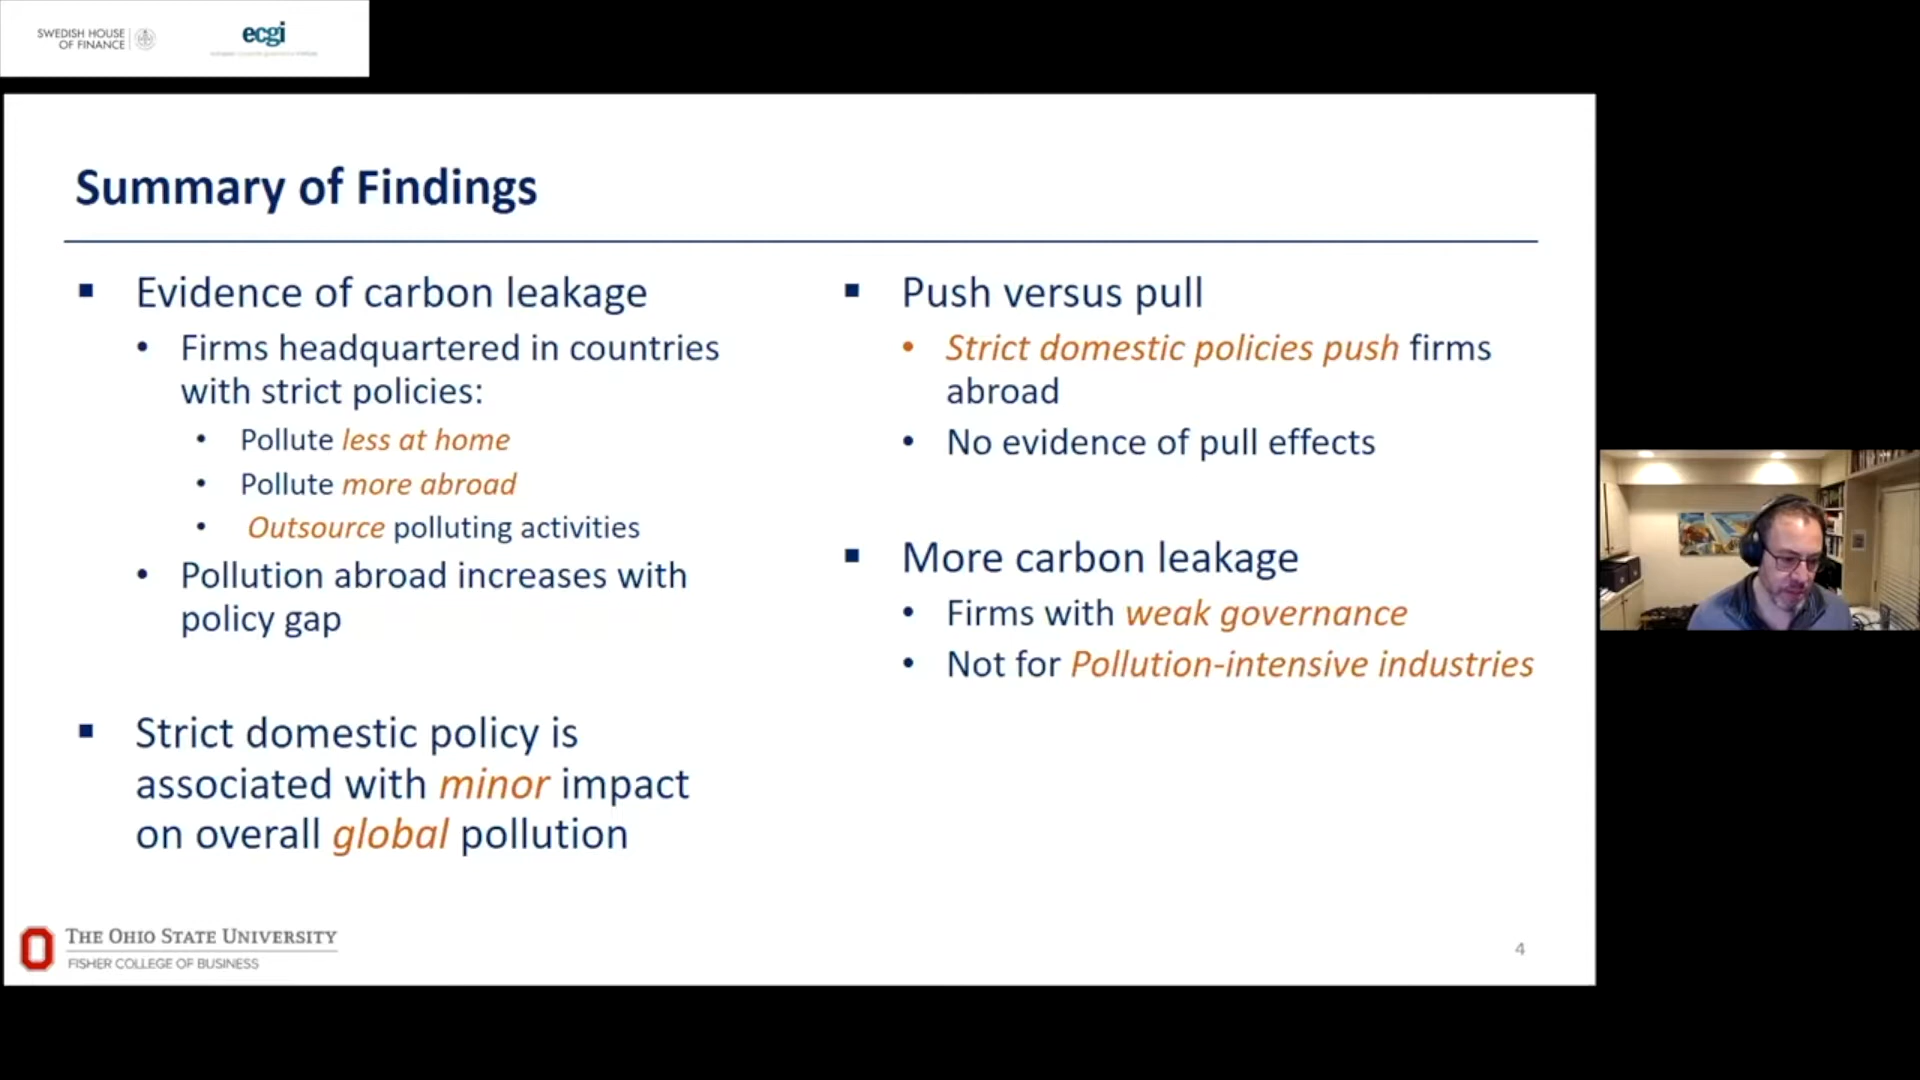 SWEDISH HOUSE
OF FINANCE
ecgi
Summary of Findings
Evidence of carbon leakage
Firms headquartered in countries
with strict policies:
Pollute less at home
Pollute more abroad
Outsource polluting activities
Pollution abroad increases with
policy gap
Strict domestic policy is
associated with minor impact
on overall global pollution
Push versus pull
Strict domestic policies push firms
abroad
No evidence of pull effects
More carbon leakage
Firms with weak governance
Not for Pollution-intensive industries
THE OHIO STATE UNIVERSITY
FISHER COLLEGE OF BUSINESS
4